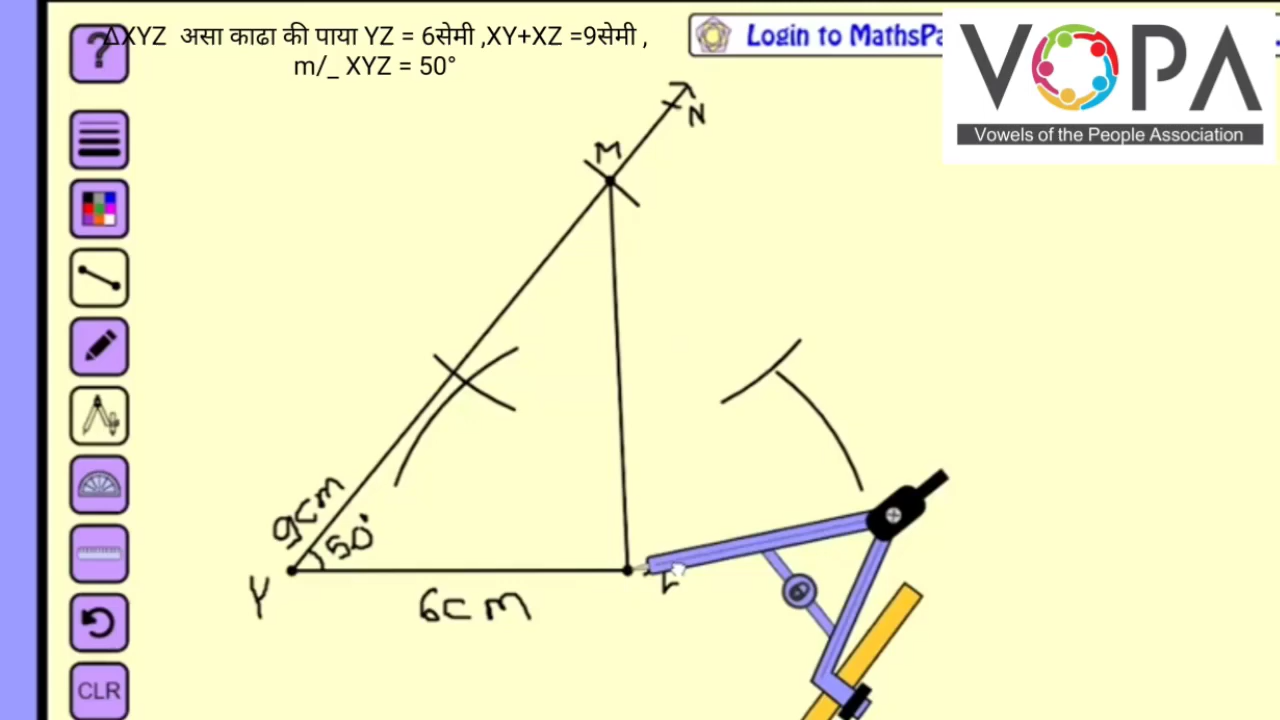 ΔXYZ असा काढा की पाया YZ = 6सेमी ,XY+XZ =9सेमी ,
m/_ XYZ = 50°
Login to MathsPa
VOPA
Vowels of the People Association
?
N
M
9cm
50°
Y
6cm
CLR